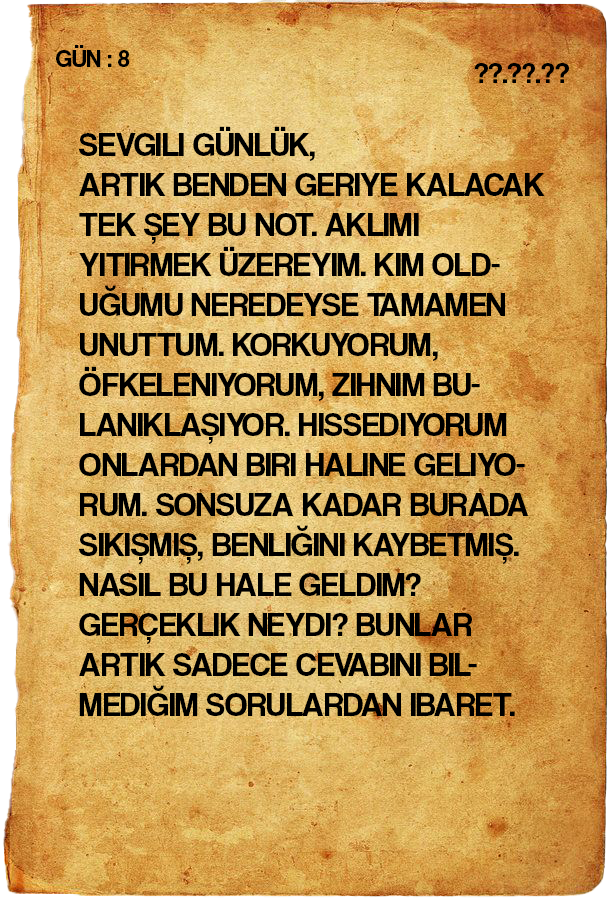 GÜN : 8
??.??.??
SEVGILI GÜNLÜK,
ARTIK BENDEN GERIYE KALACAK
TEK ŞEY BU NOT. AKLIMI
YITIRMEK ÜZEREYIM. KIM OLD-
UĞUMU NEREDEYSE TAMAMEN
UNUTTUM. KORKUYORUM,
ÖFKELENIYORUM, ZIHNIM BU-
LANIKLAŞIYOR. HISSEDIYORUM
ONLARDAN BIRI HALINE GELIYO-
RUM. SONSUZA KADAR BURADA
SIKIŞMIŞ, BENLIĞINI KAYBETMIŞ.
NASIL BU HALE GELDIM?
GERÇEKLIK NEYDI? BUNLAR
ARTIK SADECE CEVABINI BIL-
MEDIĞIM SORULARDAN IBARET.